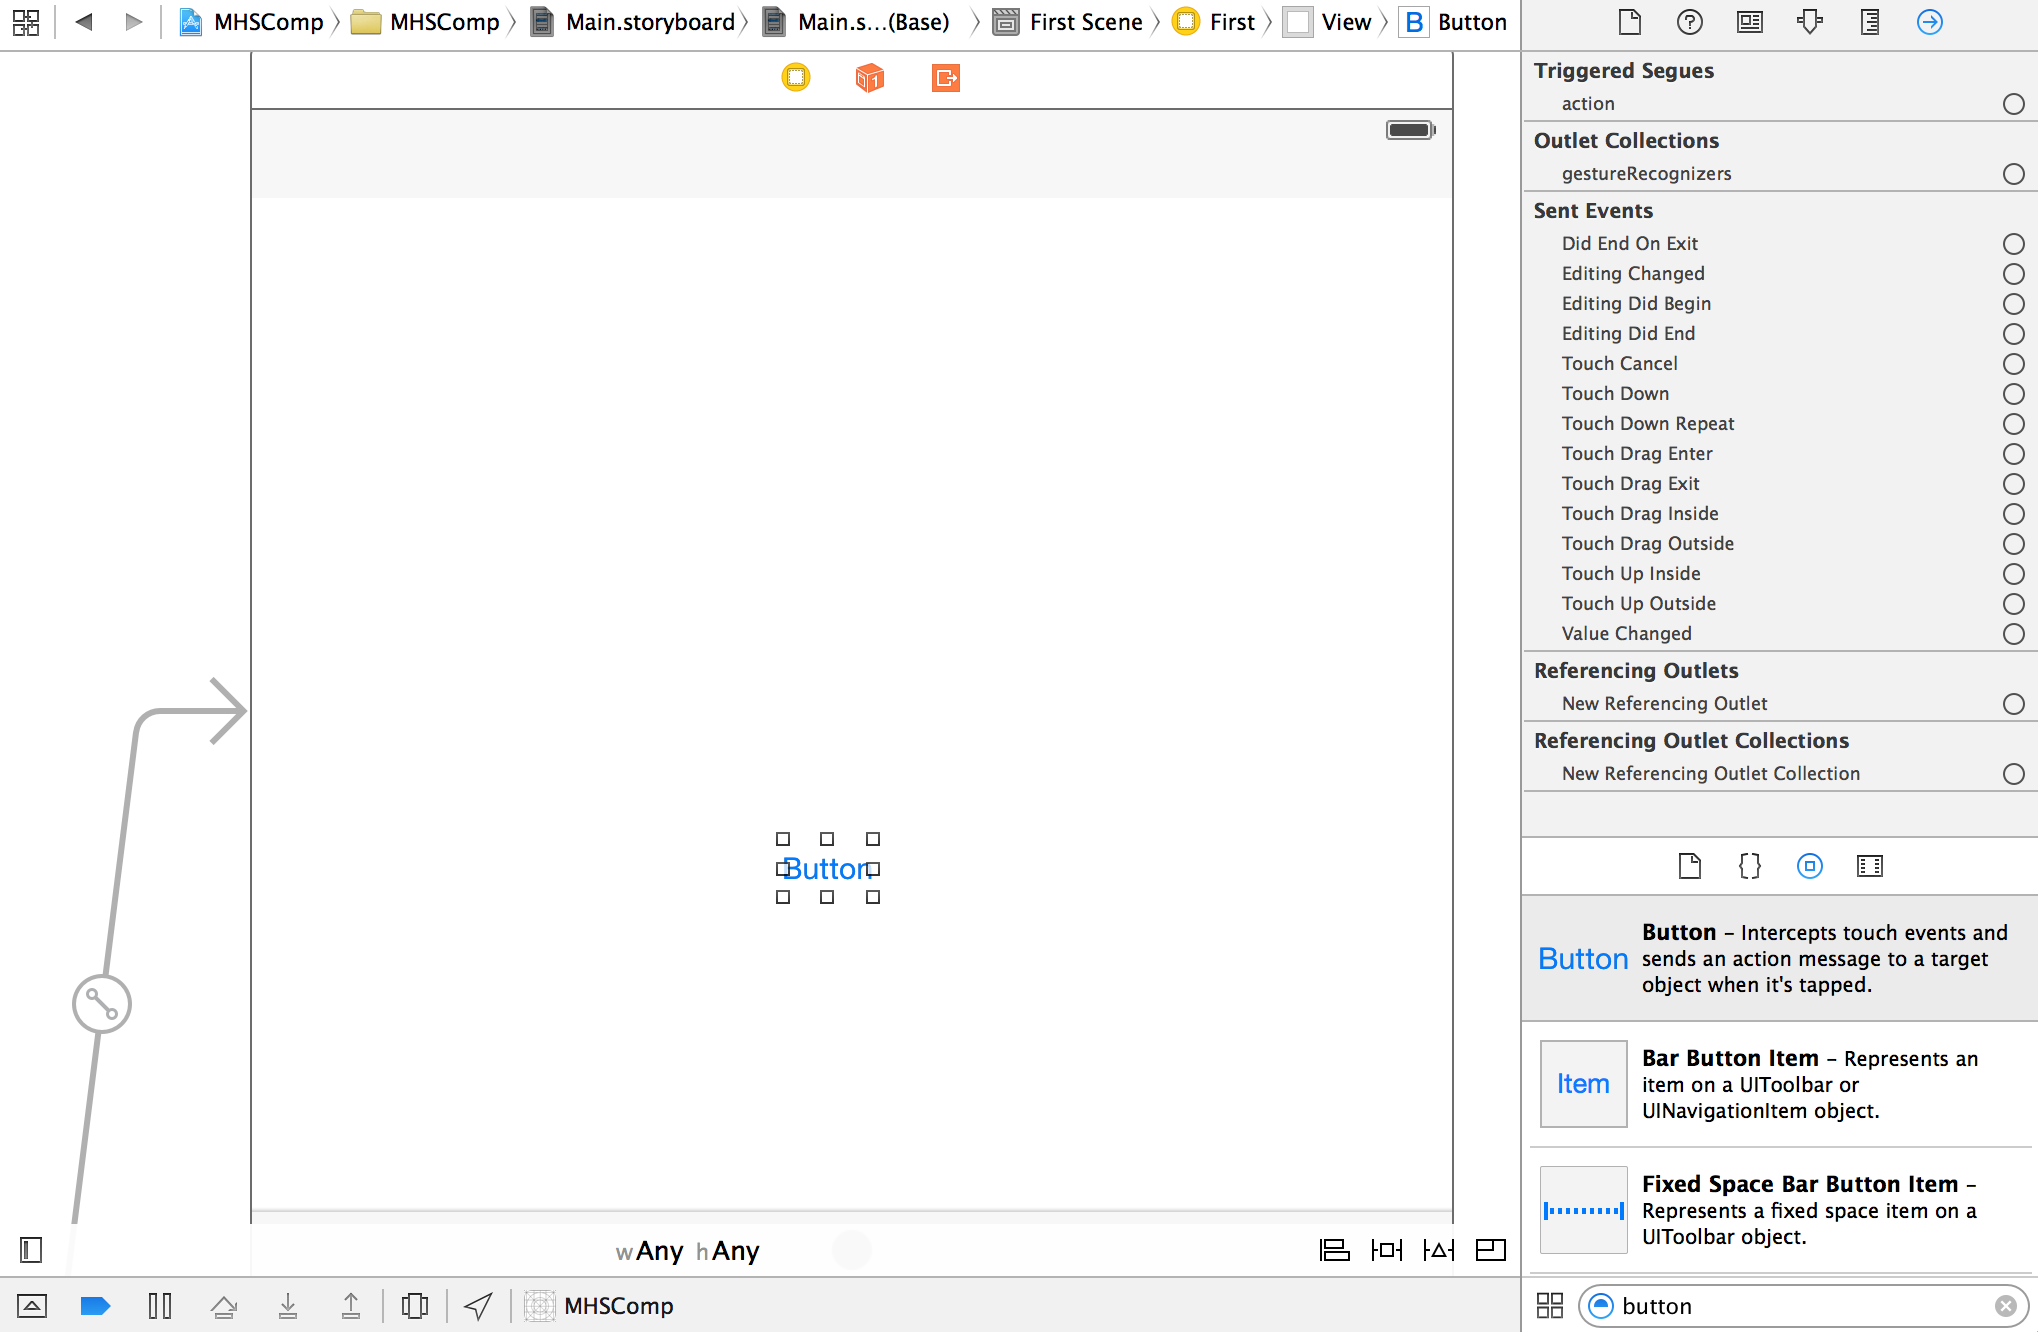 MHSComp MHSComp Main.storyboard Main.s...(Base) First Scene First View B Button
1
Button
wAny hAny
MHSComp
Triggered Segues
action
Outlet Collections
gestureRecognizers
Sent Events
Did End On Exit
Editing Changed
Editing Did Begin
Editing Did End
Touch Cancel
Touch Down
Touch Down Repeat
Touch Drag Enter
Touch Drag Exit
Touch Drag Inside
Touch Drag Outside
Touch Up Inside
Touch Up Outside
Value Changed
Referencing Outlets
New Referencing Outlet
Referencing Outlet Collections
New Referencing Outlet Collection
Button
Button – Intercepts touch events and
sends an action message to a target
object when it's tapped.
Item
Bar Button Item – Represents an
item on a UIToolbar or
UINavigationItem object.
Fixed Space Bar Button Item –
Represents a fixed space item on a
UIToolbar object.
button